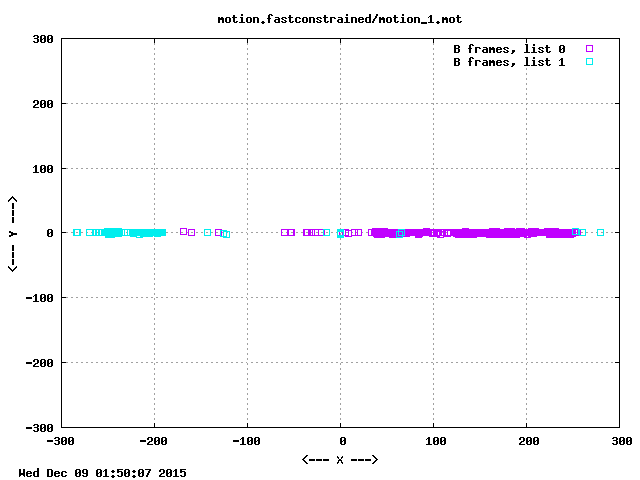 motion.fastconstrained/motion_1.mot
300
B frames, list 0
B frames, list 1
200
100
0
-100
-200
-300
<--- Y --->
-300 -200 -100 0 100 200 300
<--- X --->
Wed Dec 09 01:50:07 2015